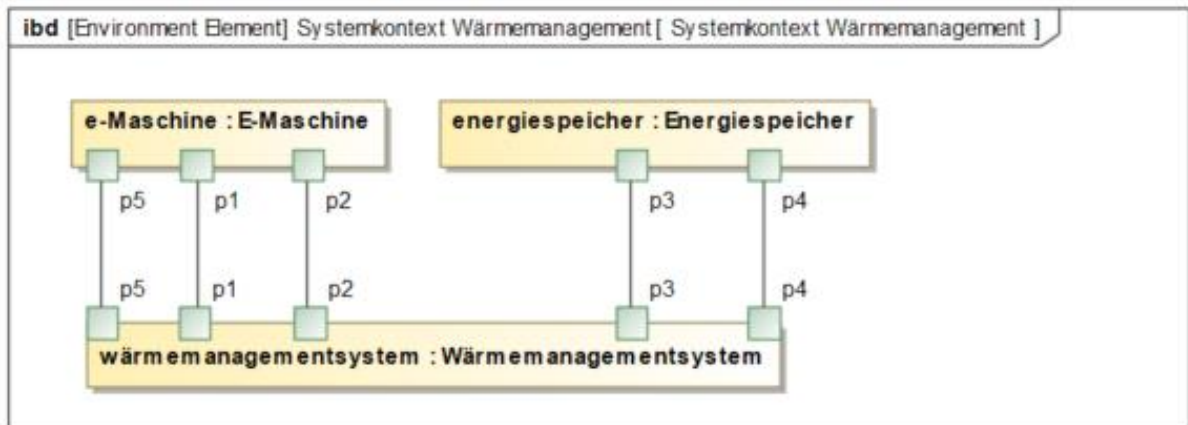 ibd [Environment Element] Systemkontext Wärmemanagement [ Systemkontext Wärmemanagement ]
e-Maschine : E-Maschine
energiespeicher : Energiespeicher
p5 p1 p2 p3 p4
p5 p1 p2 p3 p4
wärmemanagementsystem : Wärmemanagementsystem